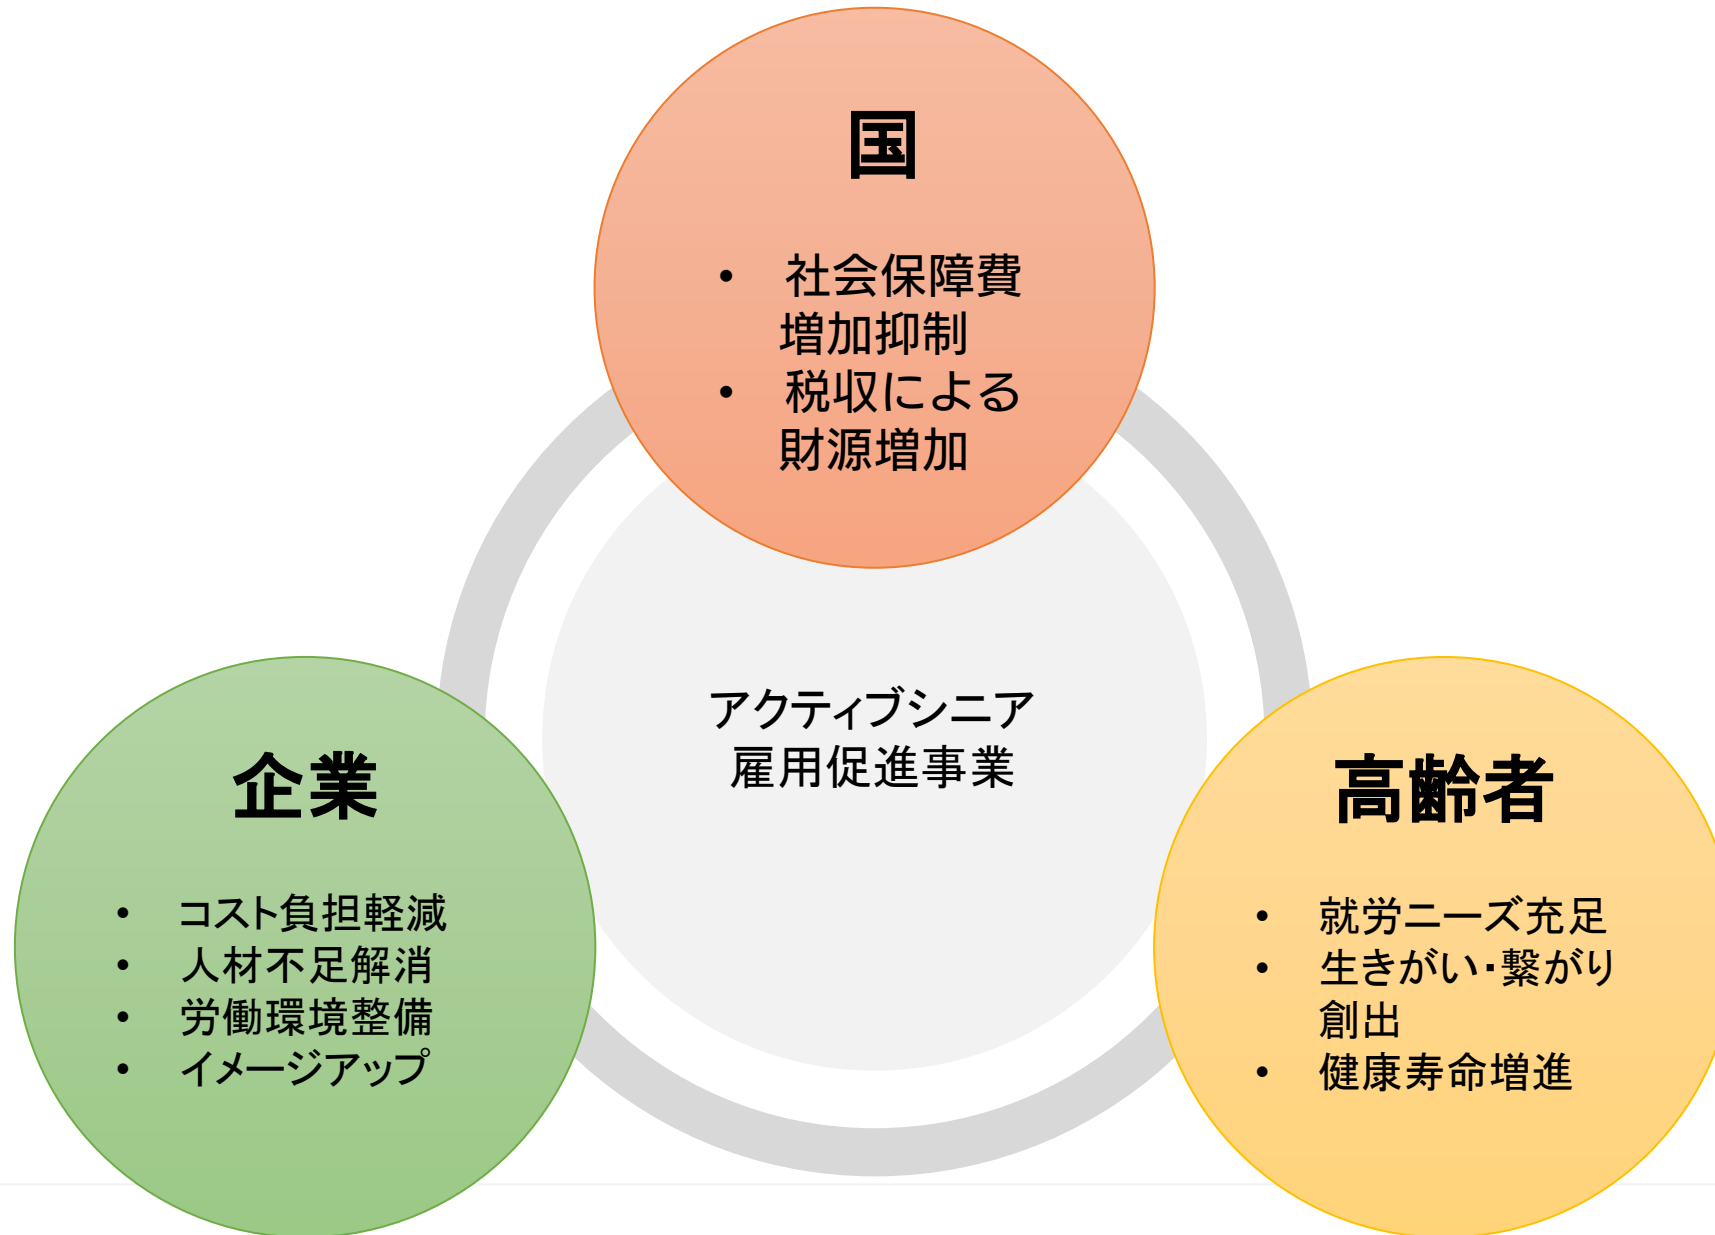 国
• 社会保障費
増加抑制
• 税収による
財源増加
アクティブシニア
雇用促進事業
企業
• コスト負担軽減
• 人材不足解消
• 労働環境整備
• イメージアップ
高齢者
• 就労ニーズ充足
• 生きがい・繋がり
創出
• 健康寿命増進